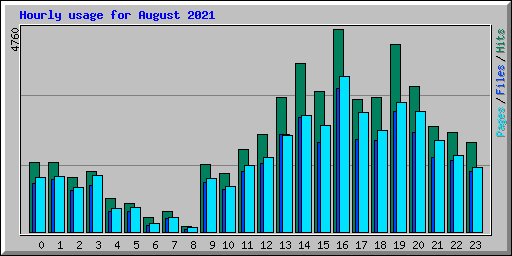 Hourly usage for August 2021
4760
Pages/Files/Hits
0 1 2 3 4 5 6 7 8 9 10 11 12 13 14 15 16 17 18 19 20 21 22 23